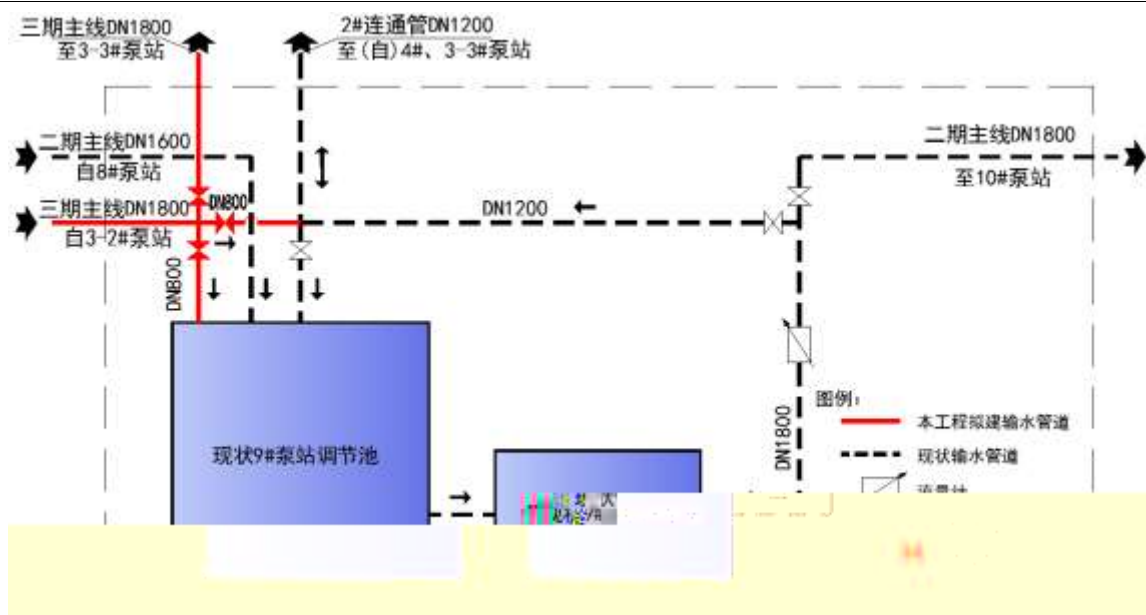 三期主线DN1800
至3-3#泵站
2#连通管DN1200
至(自)4#、3-3#泵站
二期主线DN1600
自8#泵站
二期主线DN1800
至10#泵站
三期主线DN1800
自3-2#泵站
DN800
DN1200
DN800
DN1800
图例:
本工程拟建输水管道
现状输水管道
现状9#泵站调节池
流量计